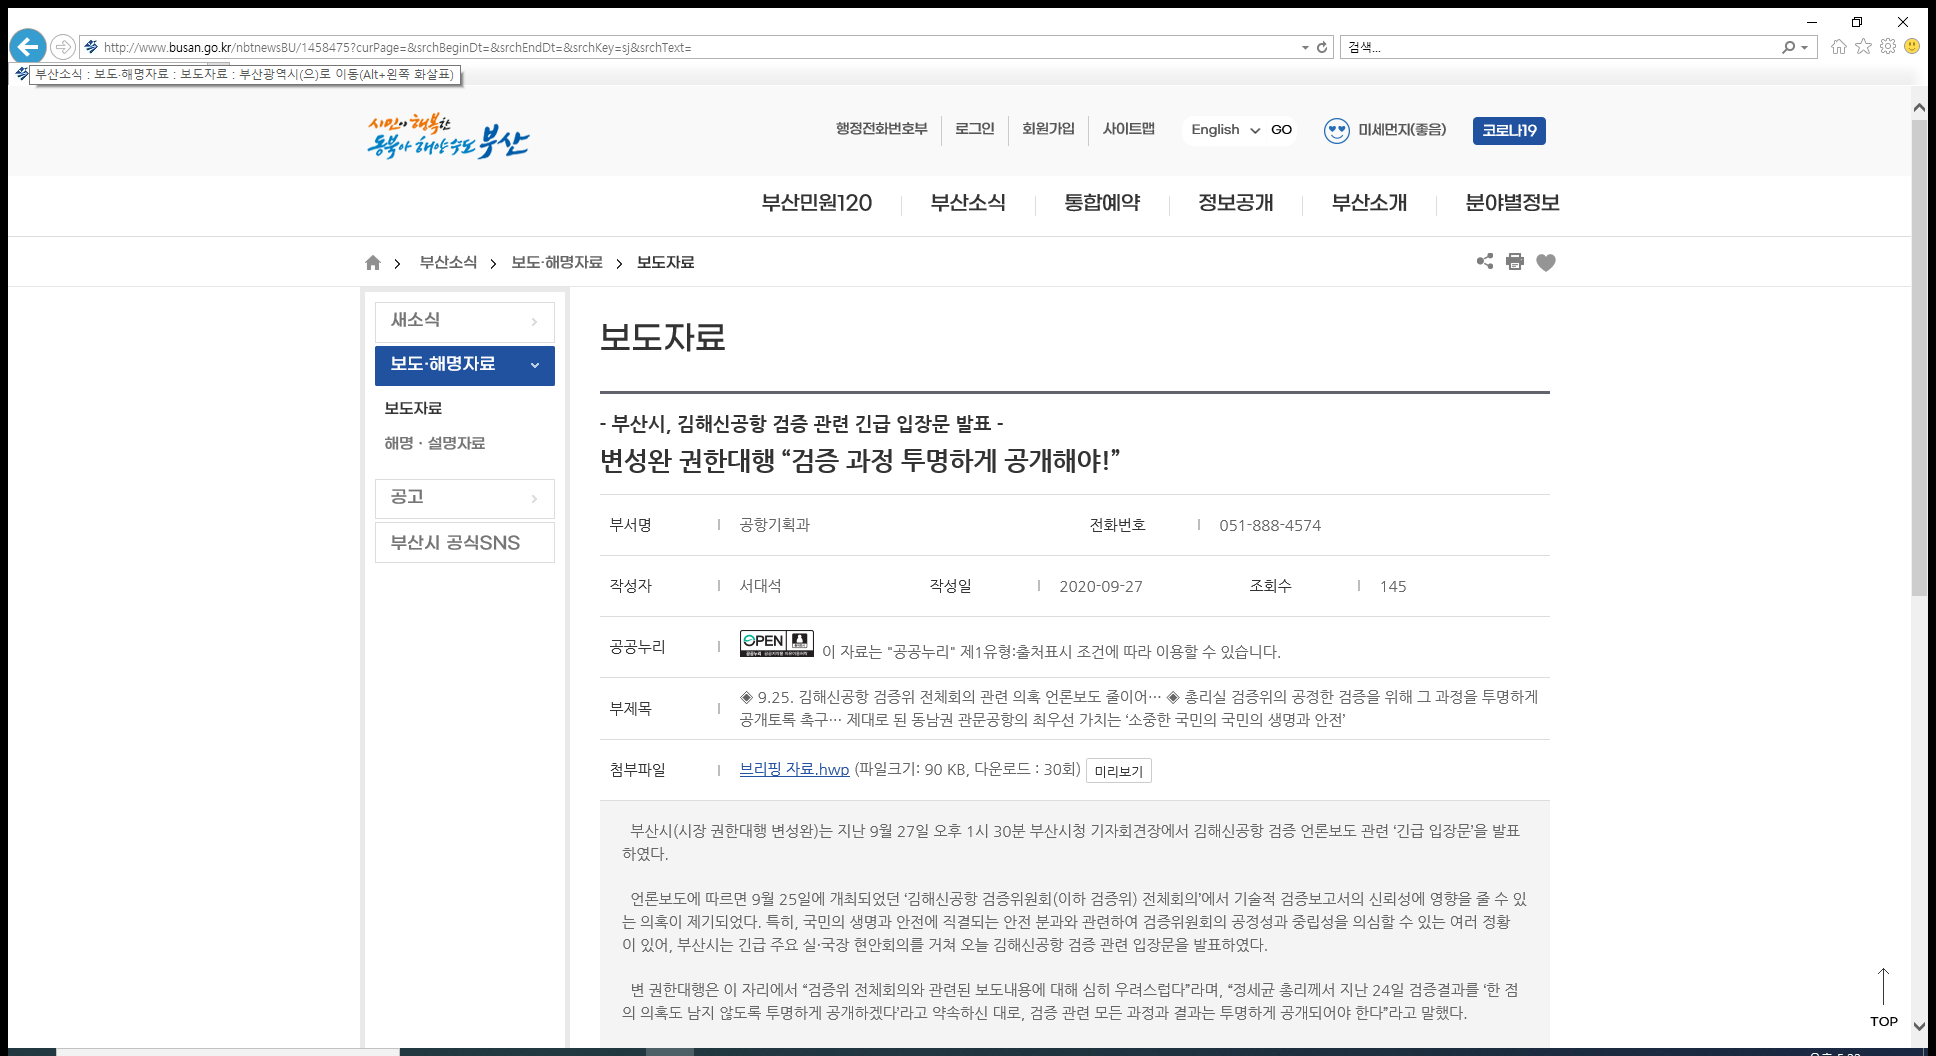 http://www.busan.go.kr/nbtnewsBU/1458475?curPage=&srchBeginDt=&srchEndDt=&srchKey=sj&srchText=
검색...
부산소식 : 보도·해명자료 : 보도자료 : 부산광역시(으)로 이동(Alt+왼쪽 화살표)
시민이 행복한
동북아 해양수도 부산
행정전화번호부
로그인
회원가입
사이트맵
English
GO
미세먼지(좋음)
코로나19
부산민원120
부산소식
통합예약
정보공개
부산소개
분야별정보
부산소식
보도·해명자료
보도자료
새소식
보도·해명자료
보도자료
해명 · 설명자료
공고
부산시 공식SNS
보도자료
- 부산시, 김해신공항 검증 관련 긴급 입장문 발표 -
변성완 권한대행 “검증 과정 투명하게 공개해야!”
부서명 공항기획과 전화번호 051-888-4574
작성자 서대석 작성일 2020-09-27 조회수 145
공공누리 OPEN 이 자료는 "공공누리" 제1유형:출처표시 조건에 따라 이용할 수 있습니다.
부제목 ◈ 9.25. 김해신공항 검증위 전체회의 관련 의혹 언론보도 줄이어… ◈ 총리실 검증위의 공정한 검증을 위해 그 과정을 투명하게
공개토록 촉구… 제대로 된 동남권 관문공항의 최우선 가치는 ‘소중한 국민의 국민의 생명과 안전’
첨부파일 브리핑 자료.hwp (파일크기: 90 KB, 다운로드 : 30회) 미리보기
부산시(시장 권한대행 변성완)는 지난 9월 27일 오후 1시 30분 부산시청 기자회견장에서 김해신공항 검증 언론보도 관련 ‘긴급 입장문’을 발표
하였다.
언론보도에 따르면 9월 25일에 개최되었던 ‘김해신공항 검증위원회(이하 검증위) 전체회의’에서 기술적 검증보고서의 신뢰성에 영향을 줄 수 있
는 의혹이 제기되었다. 특히, 국민의 생명과 안전에 직결되는 안전 분과와 관련하여 검증위원회의 공정성과 중립성을 의심할 수 있는 여러 정황
이 있어, 부산시는 긴급 주요 실·국장 현안회의를 거쳐 오늘 김해신공항 검증 관련 입장문을 발표하였다.
변 권한대행은 이 자리에서 “검증위 전체회의와 관련된 보도내용에 대해 심히 우려스럽다”라며, “정세균 총리께서 지난 24일 검증결과를 ‘한 점
의 의혹도 남지 않도록 투명하게 공개하겠다’라고 약속하신 대로, 검증 관련 모든 과정과 결과는 투명하게 공개되어야 한다”라고 말했다.
TOP